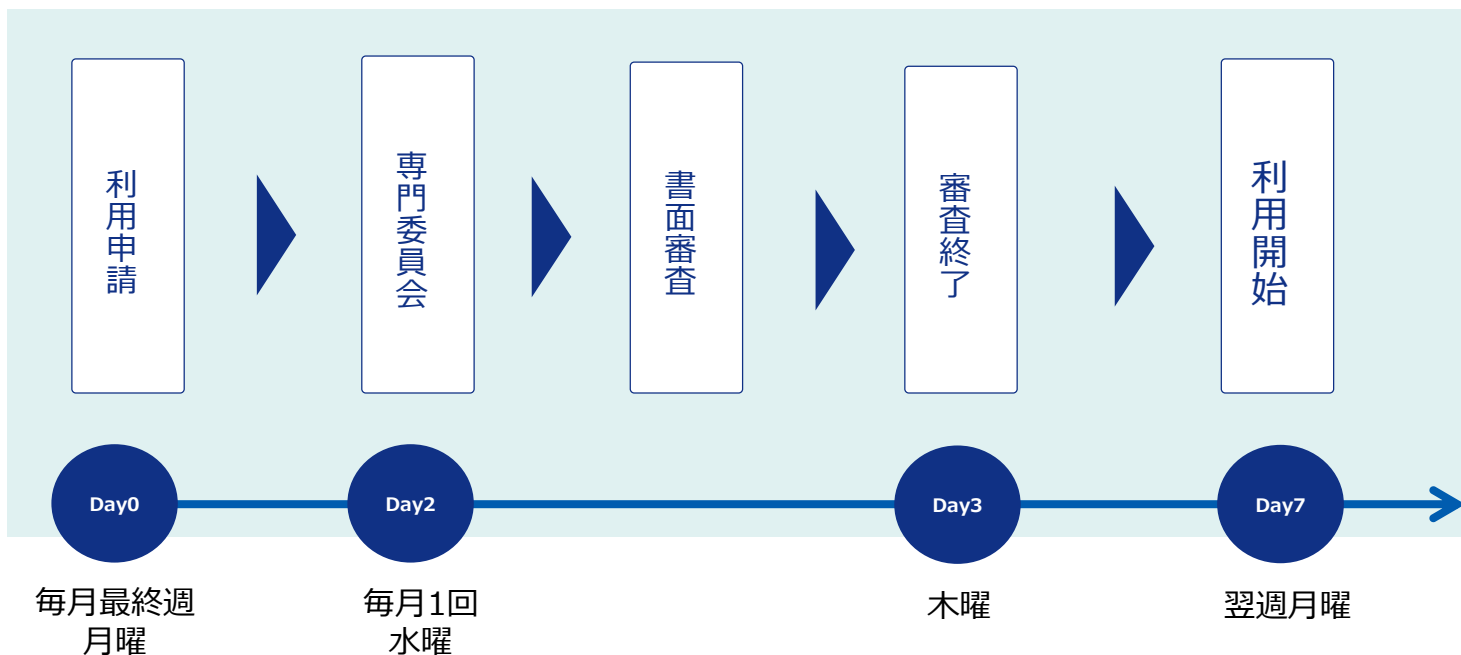 利用申請
専門委員会
書面審査
審査終了
利用開始
Day0
Day2
Day3
Day7
毎月最終週
月曜
毎月1回
水曜
木曜
翌週月曜